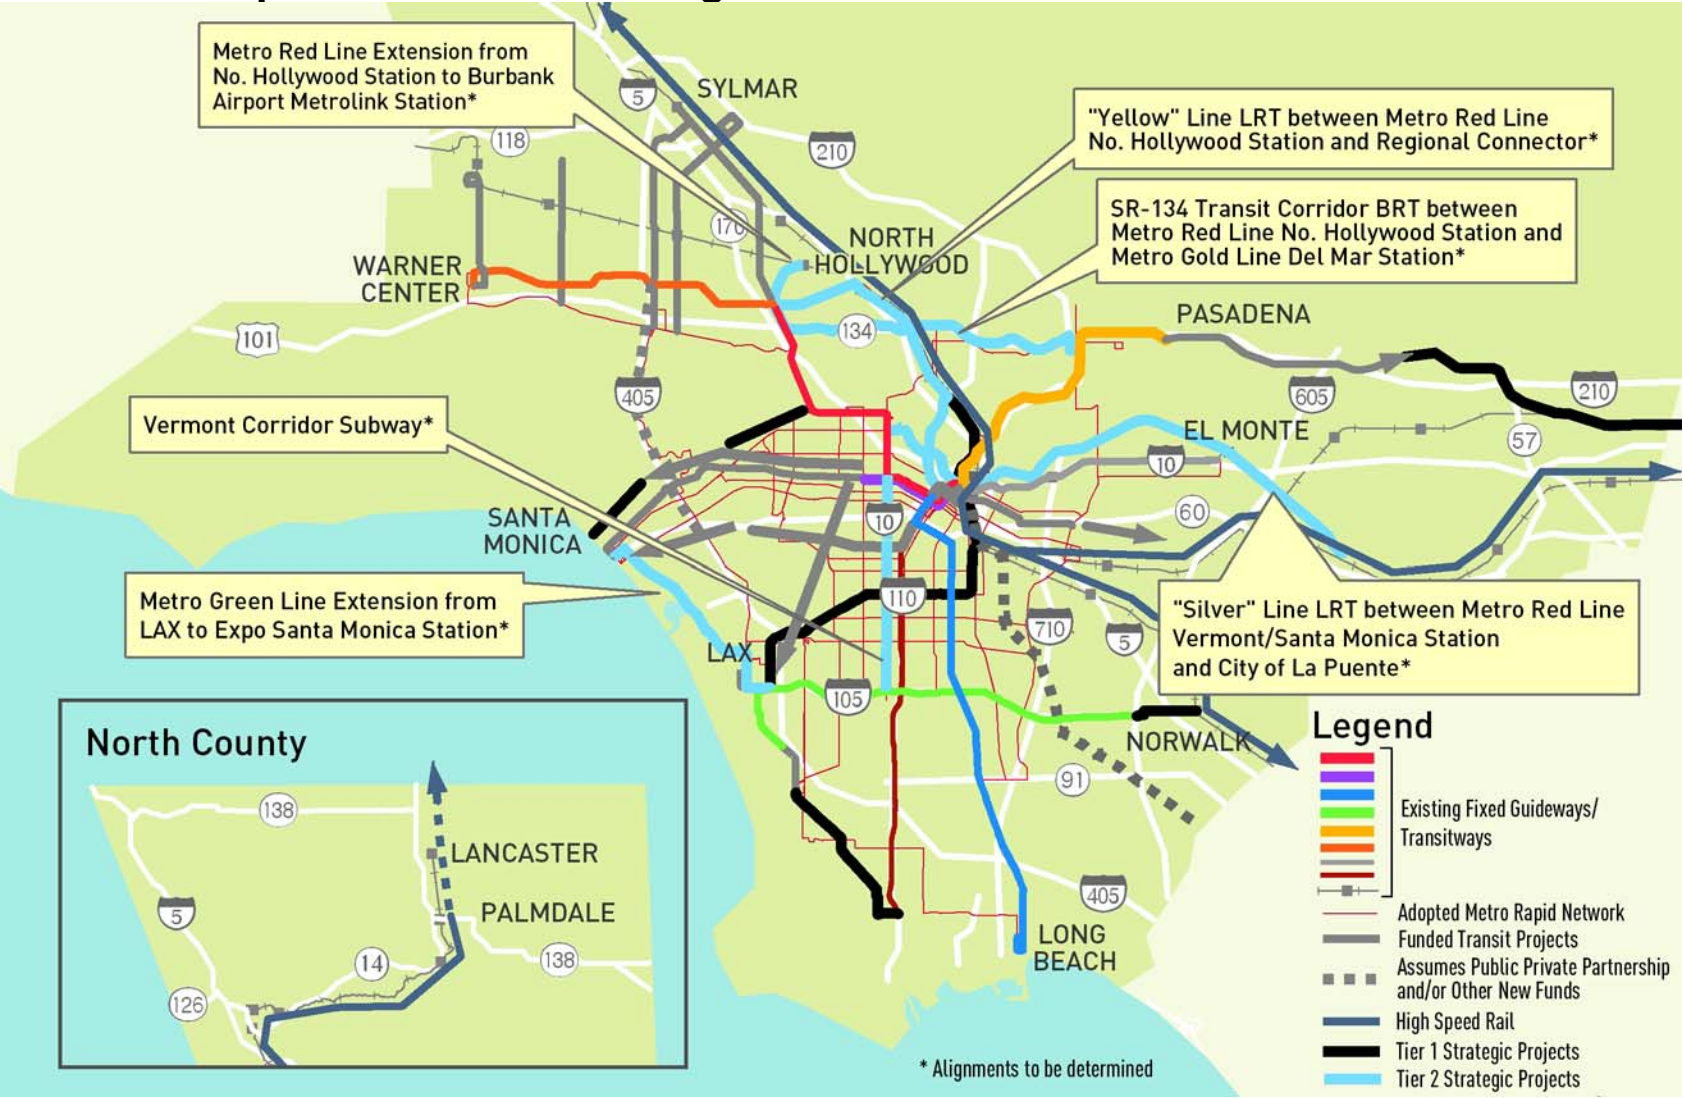 Metro Red Line Extension from
No. Hollywood Station to Burbank
Airport Metrolink Station*
5
SYLMAR
118
210
"Yellow" Line LRT between Metro Red Line
No. Hollywood Station and Regional Connector*
SR-134 Transit Corridor BRT between
Metro Red Line No. Hollywood Station and
Metro Gold Line Del Mar Station*
170
NORTH
HOLLYWOOD
WARNER
CENTER
101
134
PASADENA
405
605
210
Vermont Corridor Subway*
EL MONTE
57
10
SANTA
MONICA
10
60
Metro Green Line Extension from
LAX to Expo Santa Monica Station*
110
710
5
"Silver" Line LRT between Metro Red Line
Vermont/Santa Monica Station
and City of La Puente*
LAX
105
NORWALK
91
405
LONG
BEACH
North County
138
LANCASTER
5
PALMDALE
14
138
126
Legend
Existing Fixed Guideways/
Transitways
Adopted Metro Rapid Network
Funded Transit Projects
Assumes Public Private Partnership
and/or Other New Funds
High Speed Rail
Tier 1 Strategic Projects
Tier 2 Strategic Projects
* Alignments to be determined